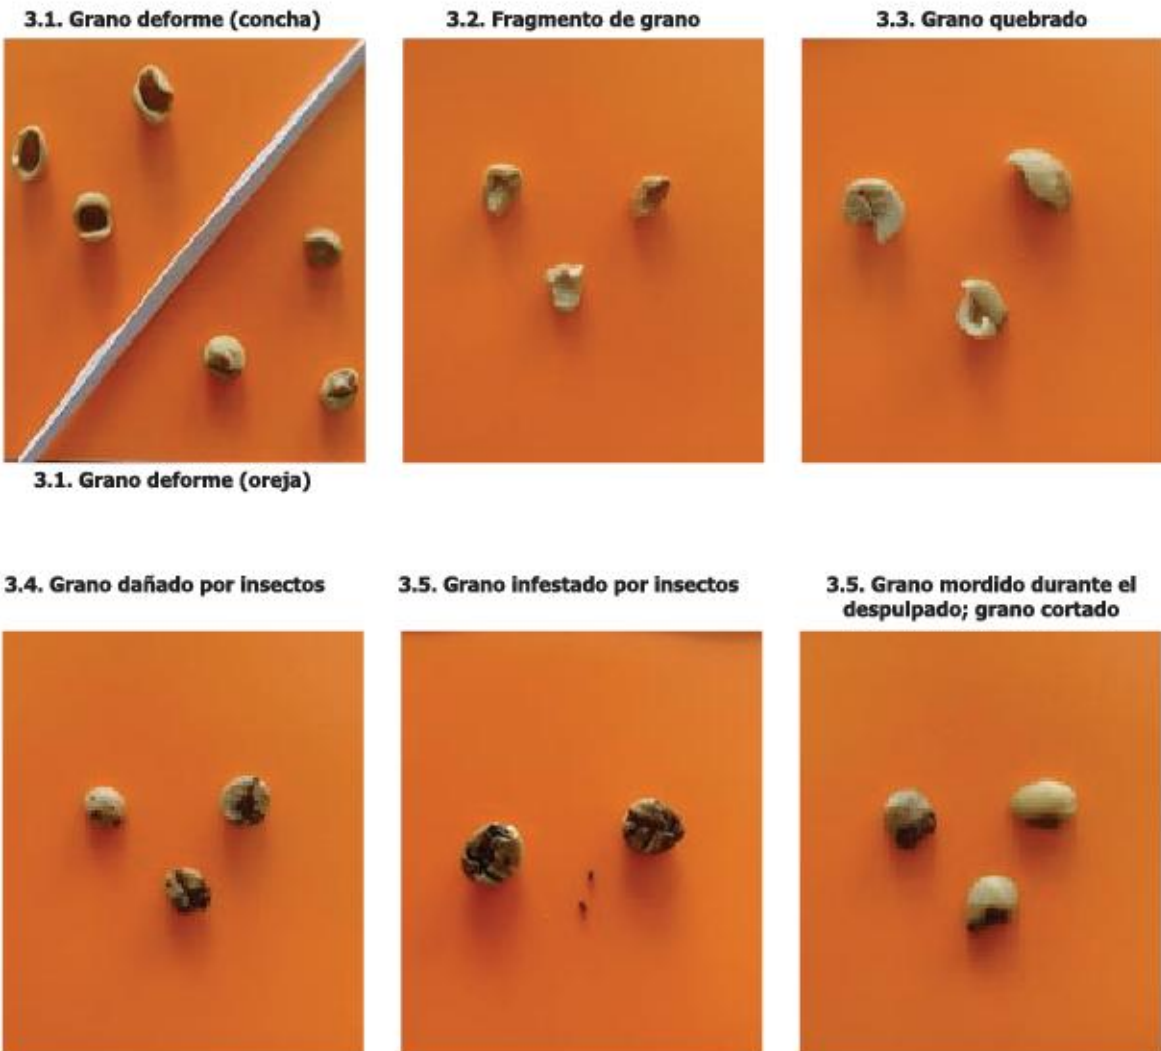 3.1. Grano deforme (concha)
3.2. Fragmento de grano
3.3. Grano quebrado
3.1. Grano deforme (oreja)
3.4. Grano dañado por insectos
3.5. Grano infestado por insectos
3.5. Grano mordido durante el
despulpado; grano cortado